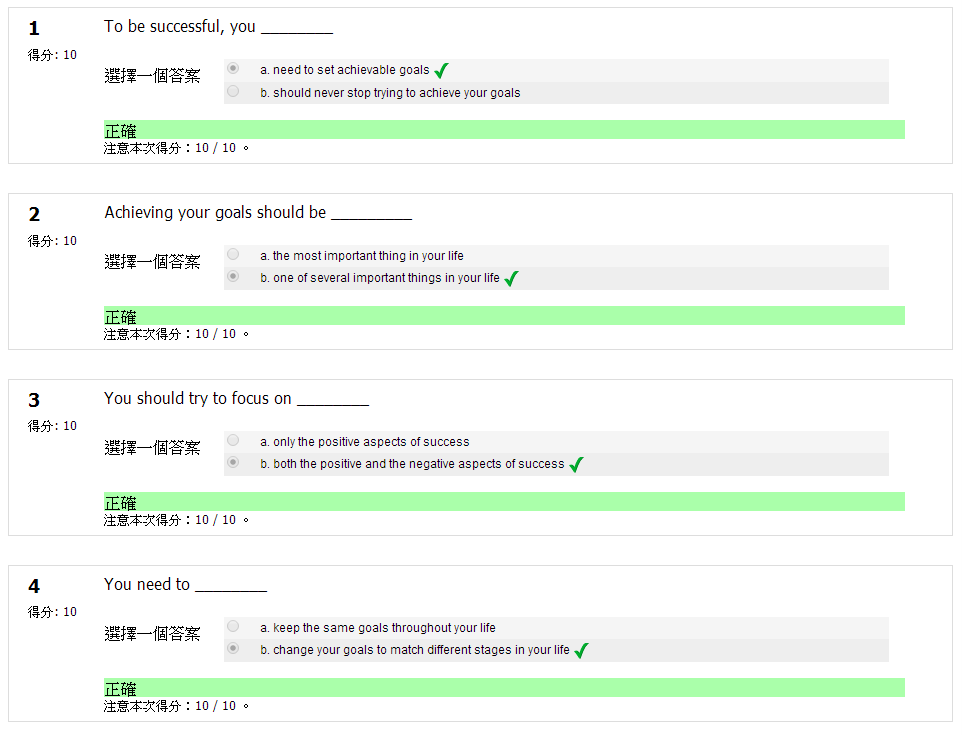 1
To be successful, you ________
得分: 10
選擇一個答案
a. need to set achievable goals
b. should never stop trying to achieve your goals
正確
注意本次得分：10 / 10 。
2
Achieving your goals should be _________
得分: 10
選擇一個答案
a. the most important thing in your life
b. one of several important things in your life
正確
注意本次得分：10 / 10 。
3
You should try to focus on ________
得分: 10
選擇一個答案
a. only the positive aspects of success
b. both the positive and the negative aspects of success
正確
注意本次得分：10 / 10 。
4
You need to ________
得分: 10
選擇一個答案
a. keep the same goals throughout your life
b. change your goals to match different stages in your life
正確
注意本次得分：10 / 10 。